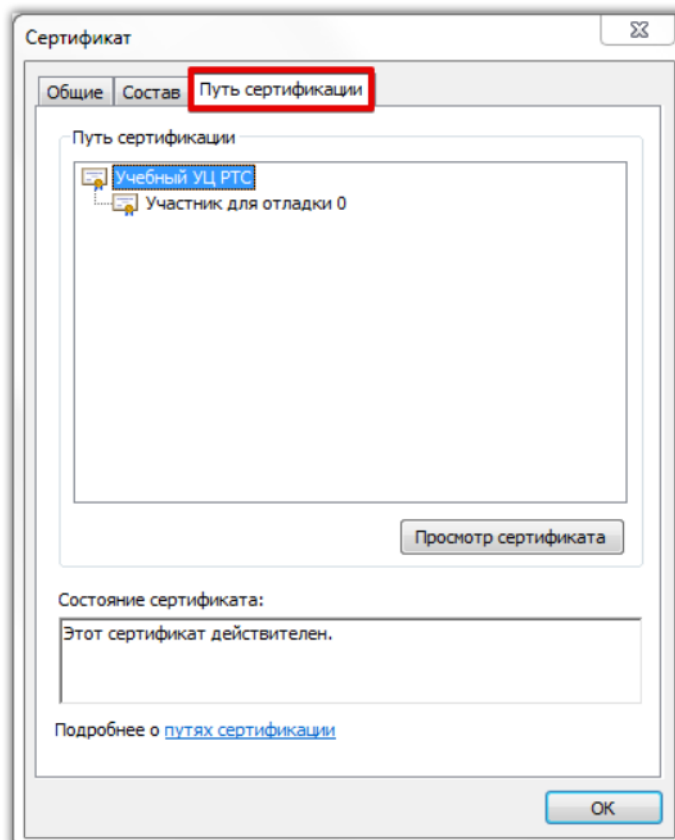 Сертификат
Общие Состав Путь сертификации
Путь сертификации
Учебный УЦ РТС
Участник для отладки 0
Просмотр сертификата
Состояние сертификата:
Этот сертификат действителен.
Подробнее о путях сертификации
ОК